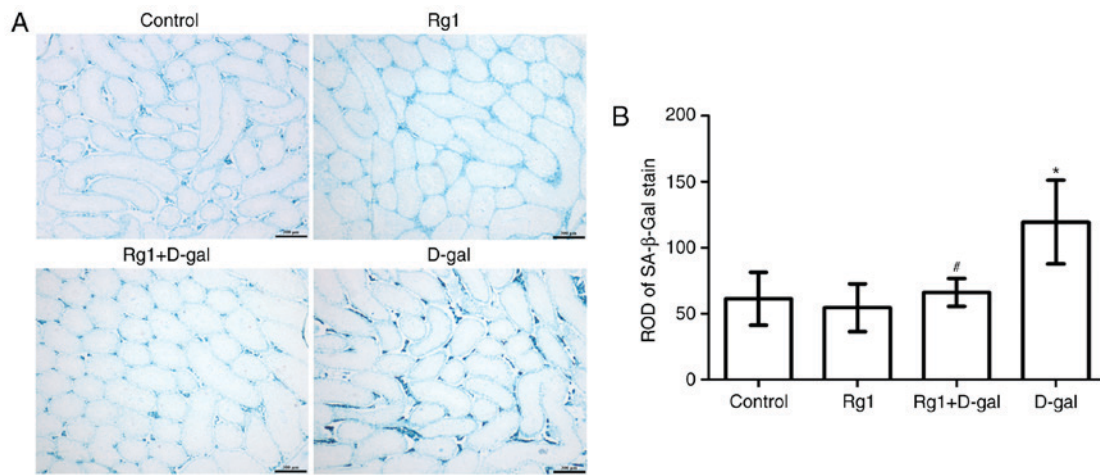 A
Control
Rg1
Rg1+D-gal
D-gal
B
ROD of SA-β-Gal stain
200
150
100
50
0
#
*
Control
Rg1
Rg1+D-gal
D-gal